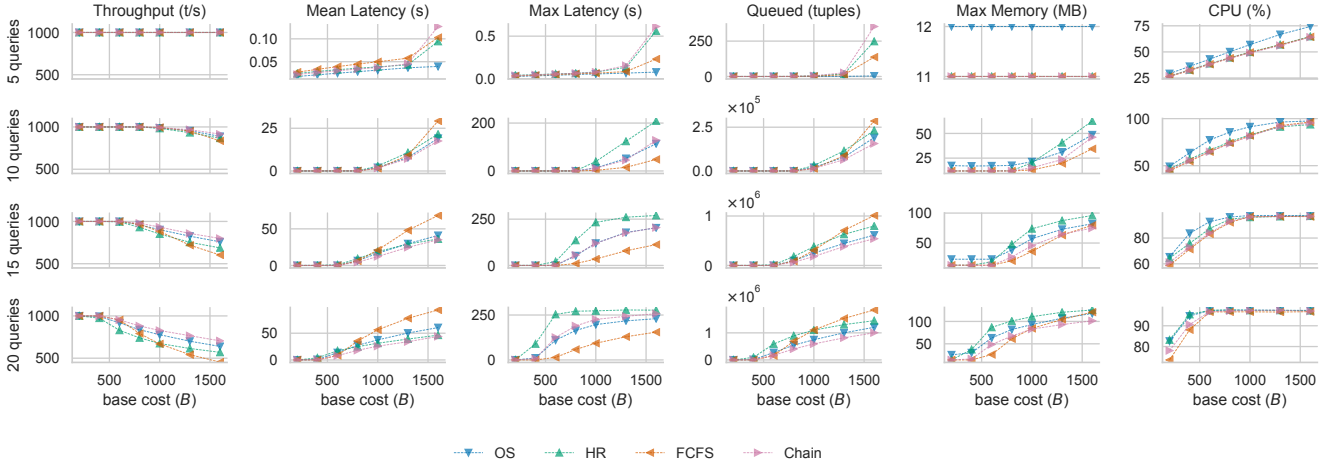 Throughput (t/s) Mean Latency (s) Max Latency (s) Queued (tuples) Max Memory (MB) CPU (%)
5 queries
1000 500
0.10 0.05
0.5 0.0
250 0
12 11
75 50 25
10 queries
1000 500
25 0
200 0
×10⁵ 2.5 0.0
50 25
100 50
15 queries
1000 500
50 0
250 0
×10⁶ 1 0
100 50
80 60
20 queries
1000 500
50 0
250 0
×10⁶ 1 0
100 50
90 80
500 1000 1500 500 1000 1500 500 1000 1500 500 1000 1500 500 1000 1500 500 1000 1500
base cost (B) base cost (B) base cost (B) base cost (B) base cost (B) base cost (B)
OS HR FCFS Chain